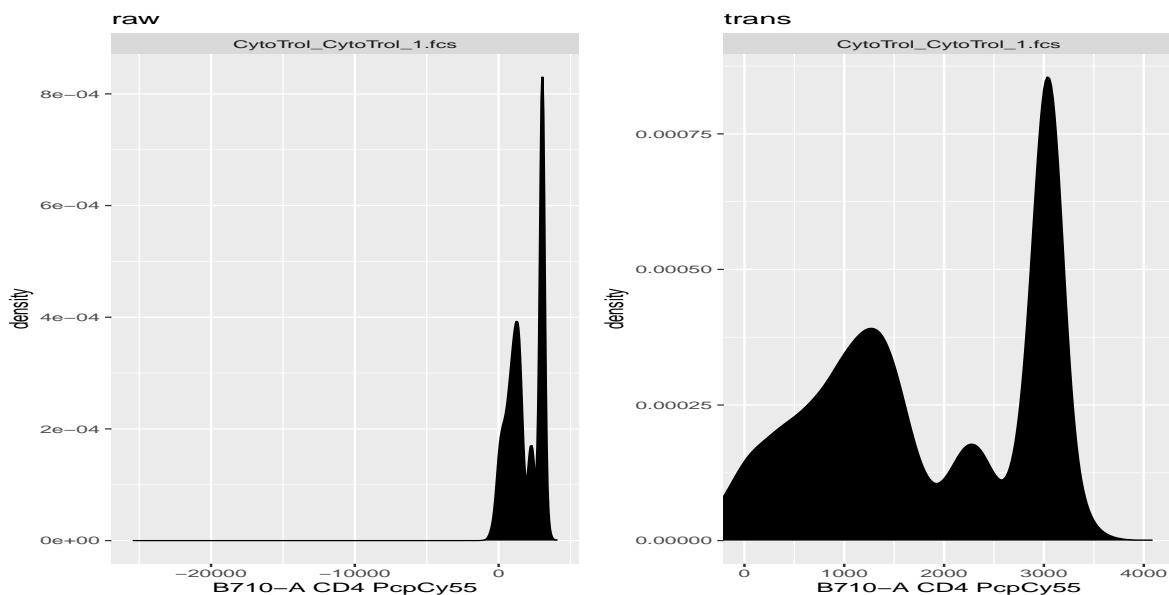 raw
CytoTrol_CytoTrol_1.fcs
8e−04
6e−04
4e−04
2e−04
0e+00
density
−20000 −10000 0
B710−A CD4 PcpCy55
trans
CytoTrol_CytoTrol_1.fcs
0.00075
0.00050
0.00025
0.00000
density
0 1000 2000 3000 4000
B710−A CD4 PcpCy55